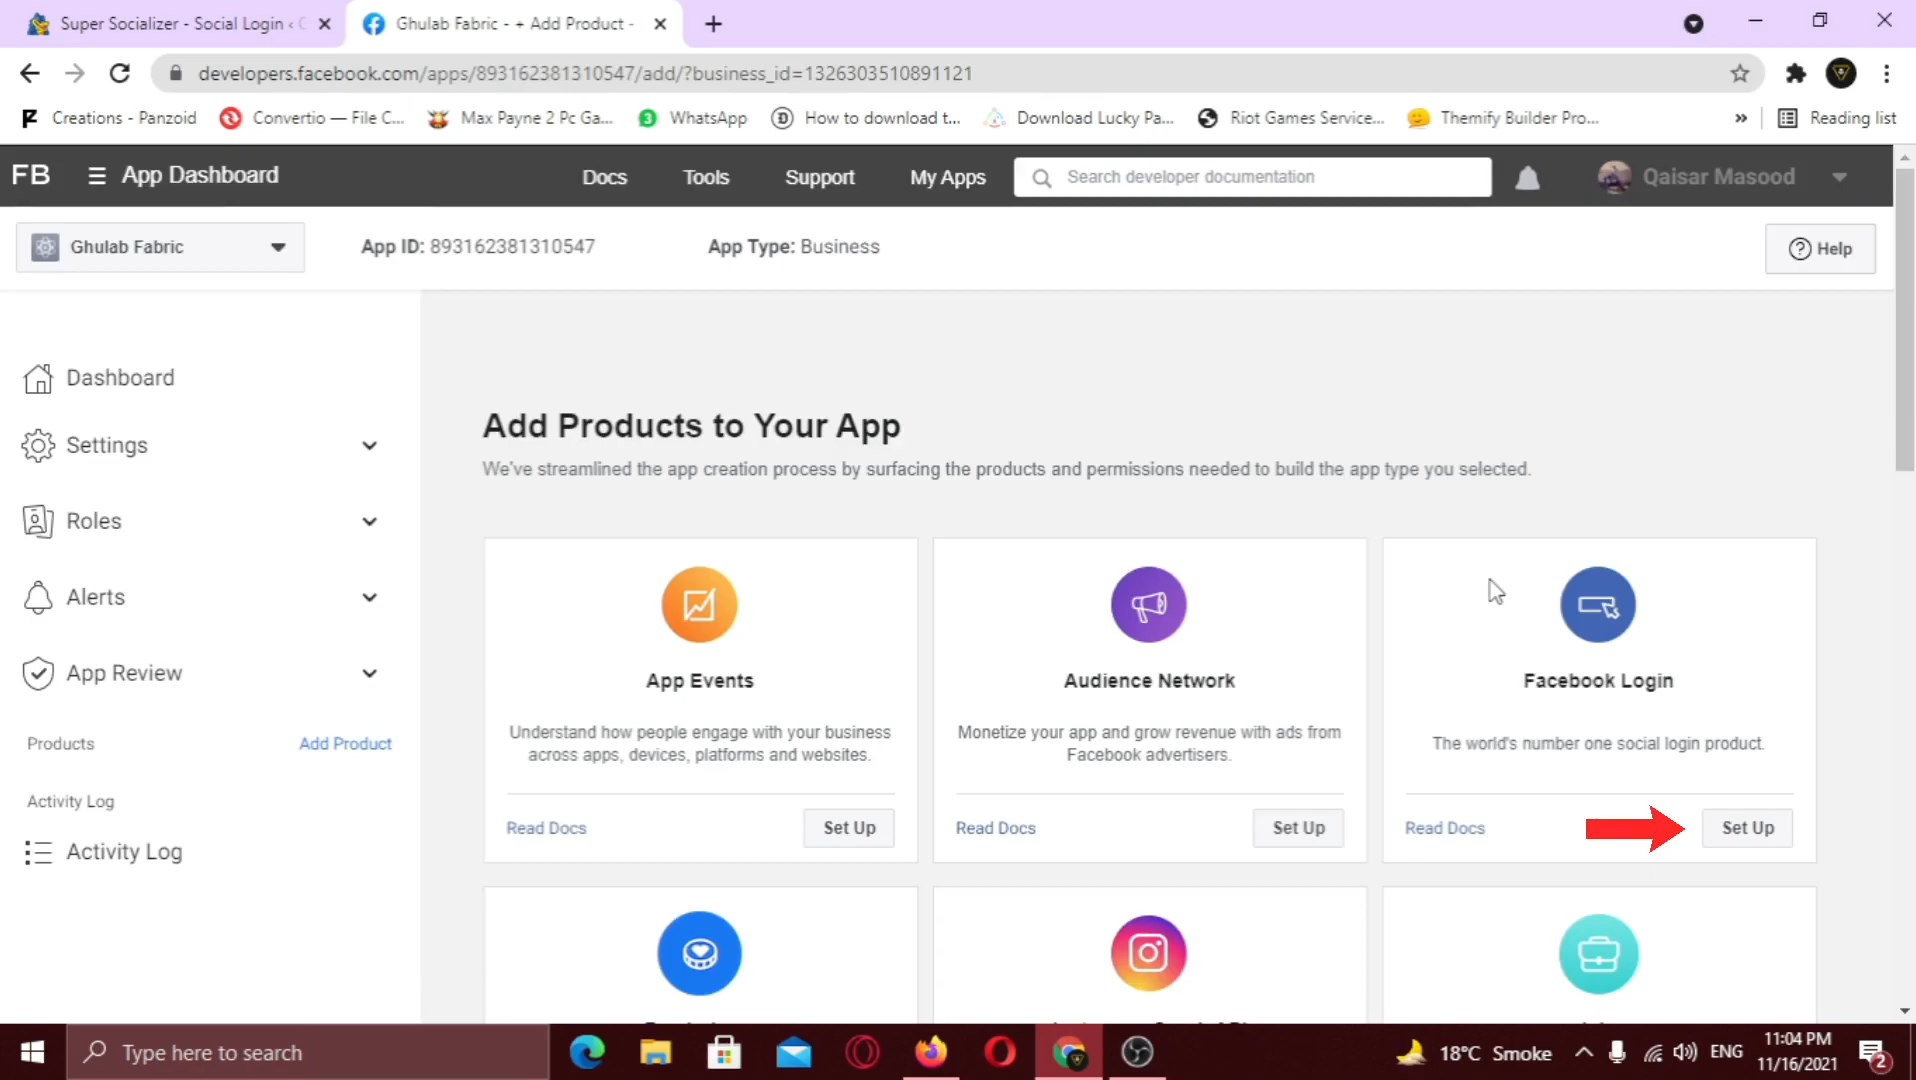 Super Socializer - Social Login ‹ G
Ghulab Fabric - + Add Product -
developers.facebook.com/apps/893162381310547/add/?business_id=1326303510891121
Creations - Panzoid
Convertio — File C...
Max Payne 2 Pc Ga...
3
WhatsApp
How to download t...
Download Lucky Pa...
Riot Games Service...
Themify Builder Pro...
»
Reading list
FB
App Dashboard
Docs
Tools
Support
My Apps
Search developer documentation
Qaisar Masood
Ghulab Fabric
App ID: 893162381310547
App Type: Business
Help
Dashboard
Settings
Roles
Alerts
App Review
Products
Add Product
Activity Log
Activity Log
Add Products to Your App
We've streamlined the app creation process by surfacing the products and permissions needed to build the app type you selected.
App Events
Understand how people engage with your business
across apps, devices, platforms and websites.
Read Docs
Set Up
Audience Network
Monetize your app and grow revenue with ads from
Facebook advertisers.
Read Docs
Set Up
Facebook Login
The world's number one social login product.
Read Docs
Set Up
Type here to search
18°C Smoke
ENG
11:04 PM
11/16/2021
2